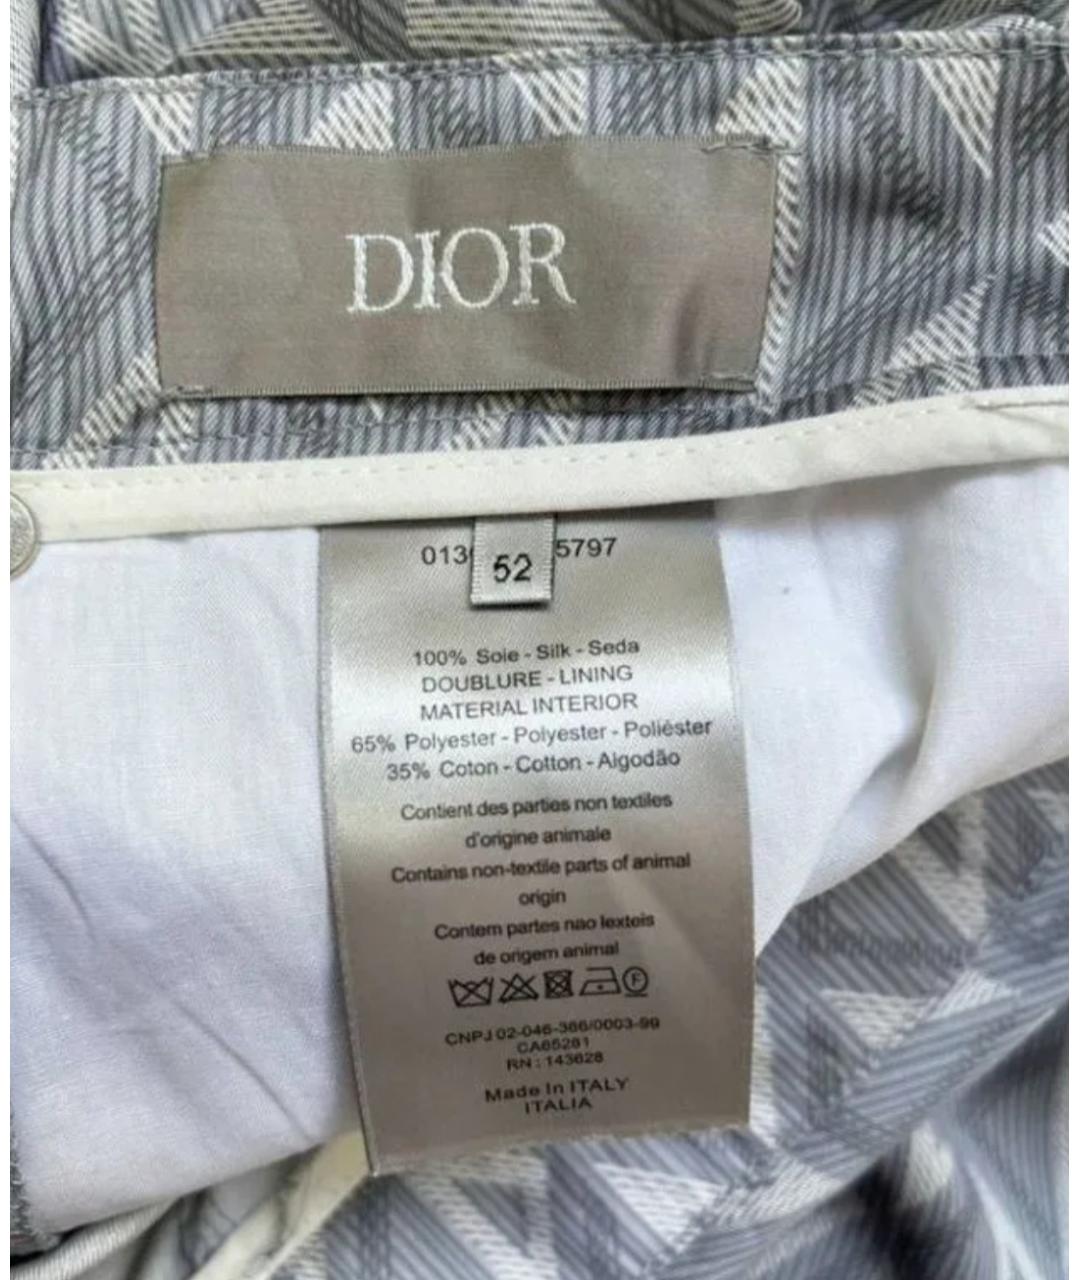 DIOR
013 5797
52
100% Soie - Silk - Seda
DOUBLURE - LINING
MATERIAL INTERIOR
65% Polyester - Polyester - Poliéster
35% Coton - Cotton - Algodão
Contient des parties non textiles
d'origine animale
Contains non-textile parts of animal
origin
Contem partes nao texteis
de origem animal
F
CNPJ 02-046-366/0003-99
CA65281
RN : 143628
Made In ITALY
ITALIA